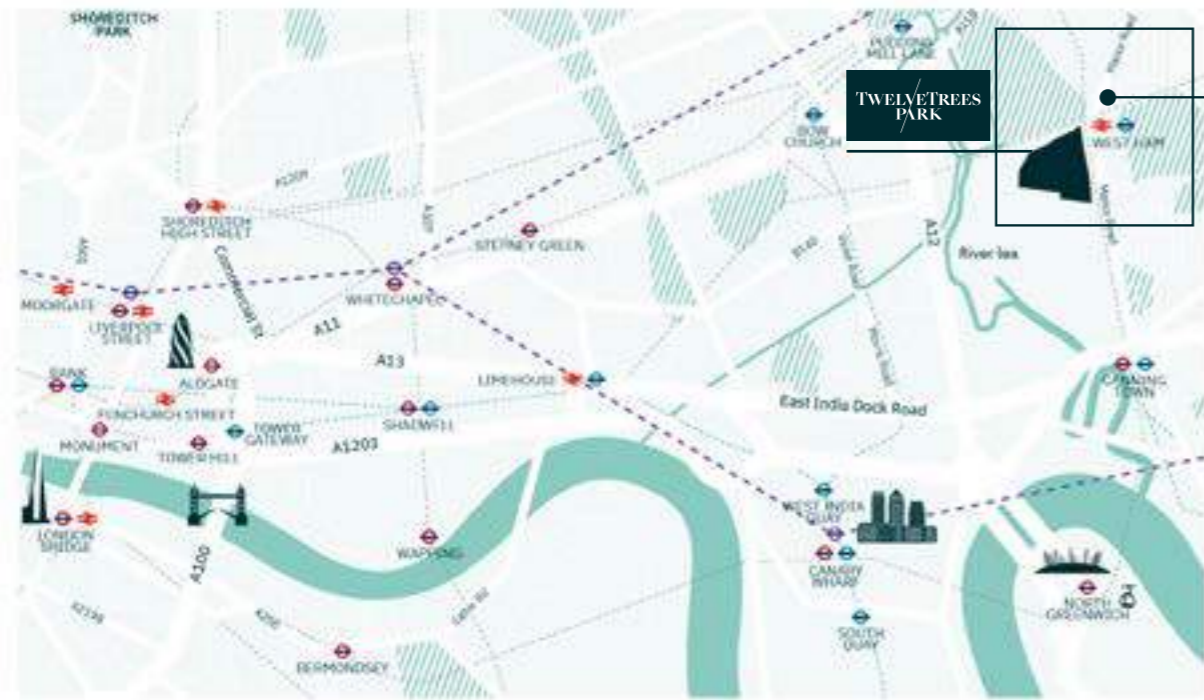 SHOREDITCH
PARK
PUDDING
MILL LANE
TWELVETREES
PARK
BOW
CHURCH
WEST HAM
A1209
SHOREDITCH
HIGH STREET
Commercial St
STEPNEY GREEN
A12
River lea
MOORGATE
LIVERPOOL
STREET
WHITECHAPEL
A11
A13
BANK
ALDGATE
LIMEHOUSE
CANNING
TOWN
FENCHURCH STREET
TOWER
GATEWAY
SHADWELL
East India Dock Road
MONUMENT
TOWER HILL
A1203
WEST INDIA
QUAY
LONDON
BRIDGE
WAPPING
CANARY
WHARF
A100
NORTH
GREENWICH
SOUTH
QUAY
BERMONDSEY